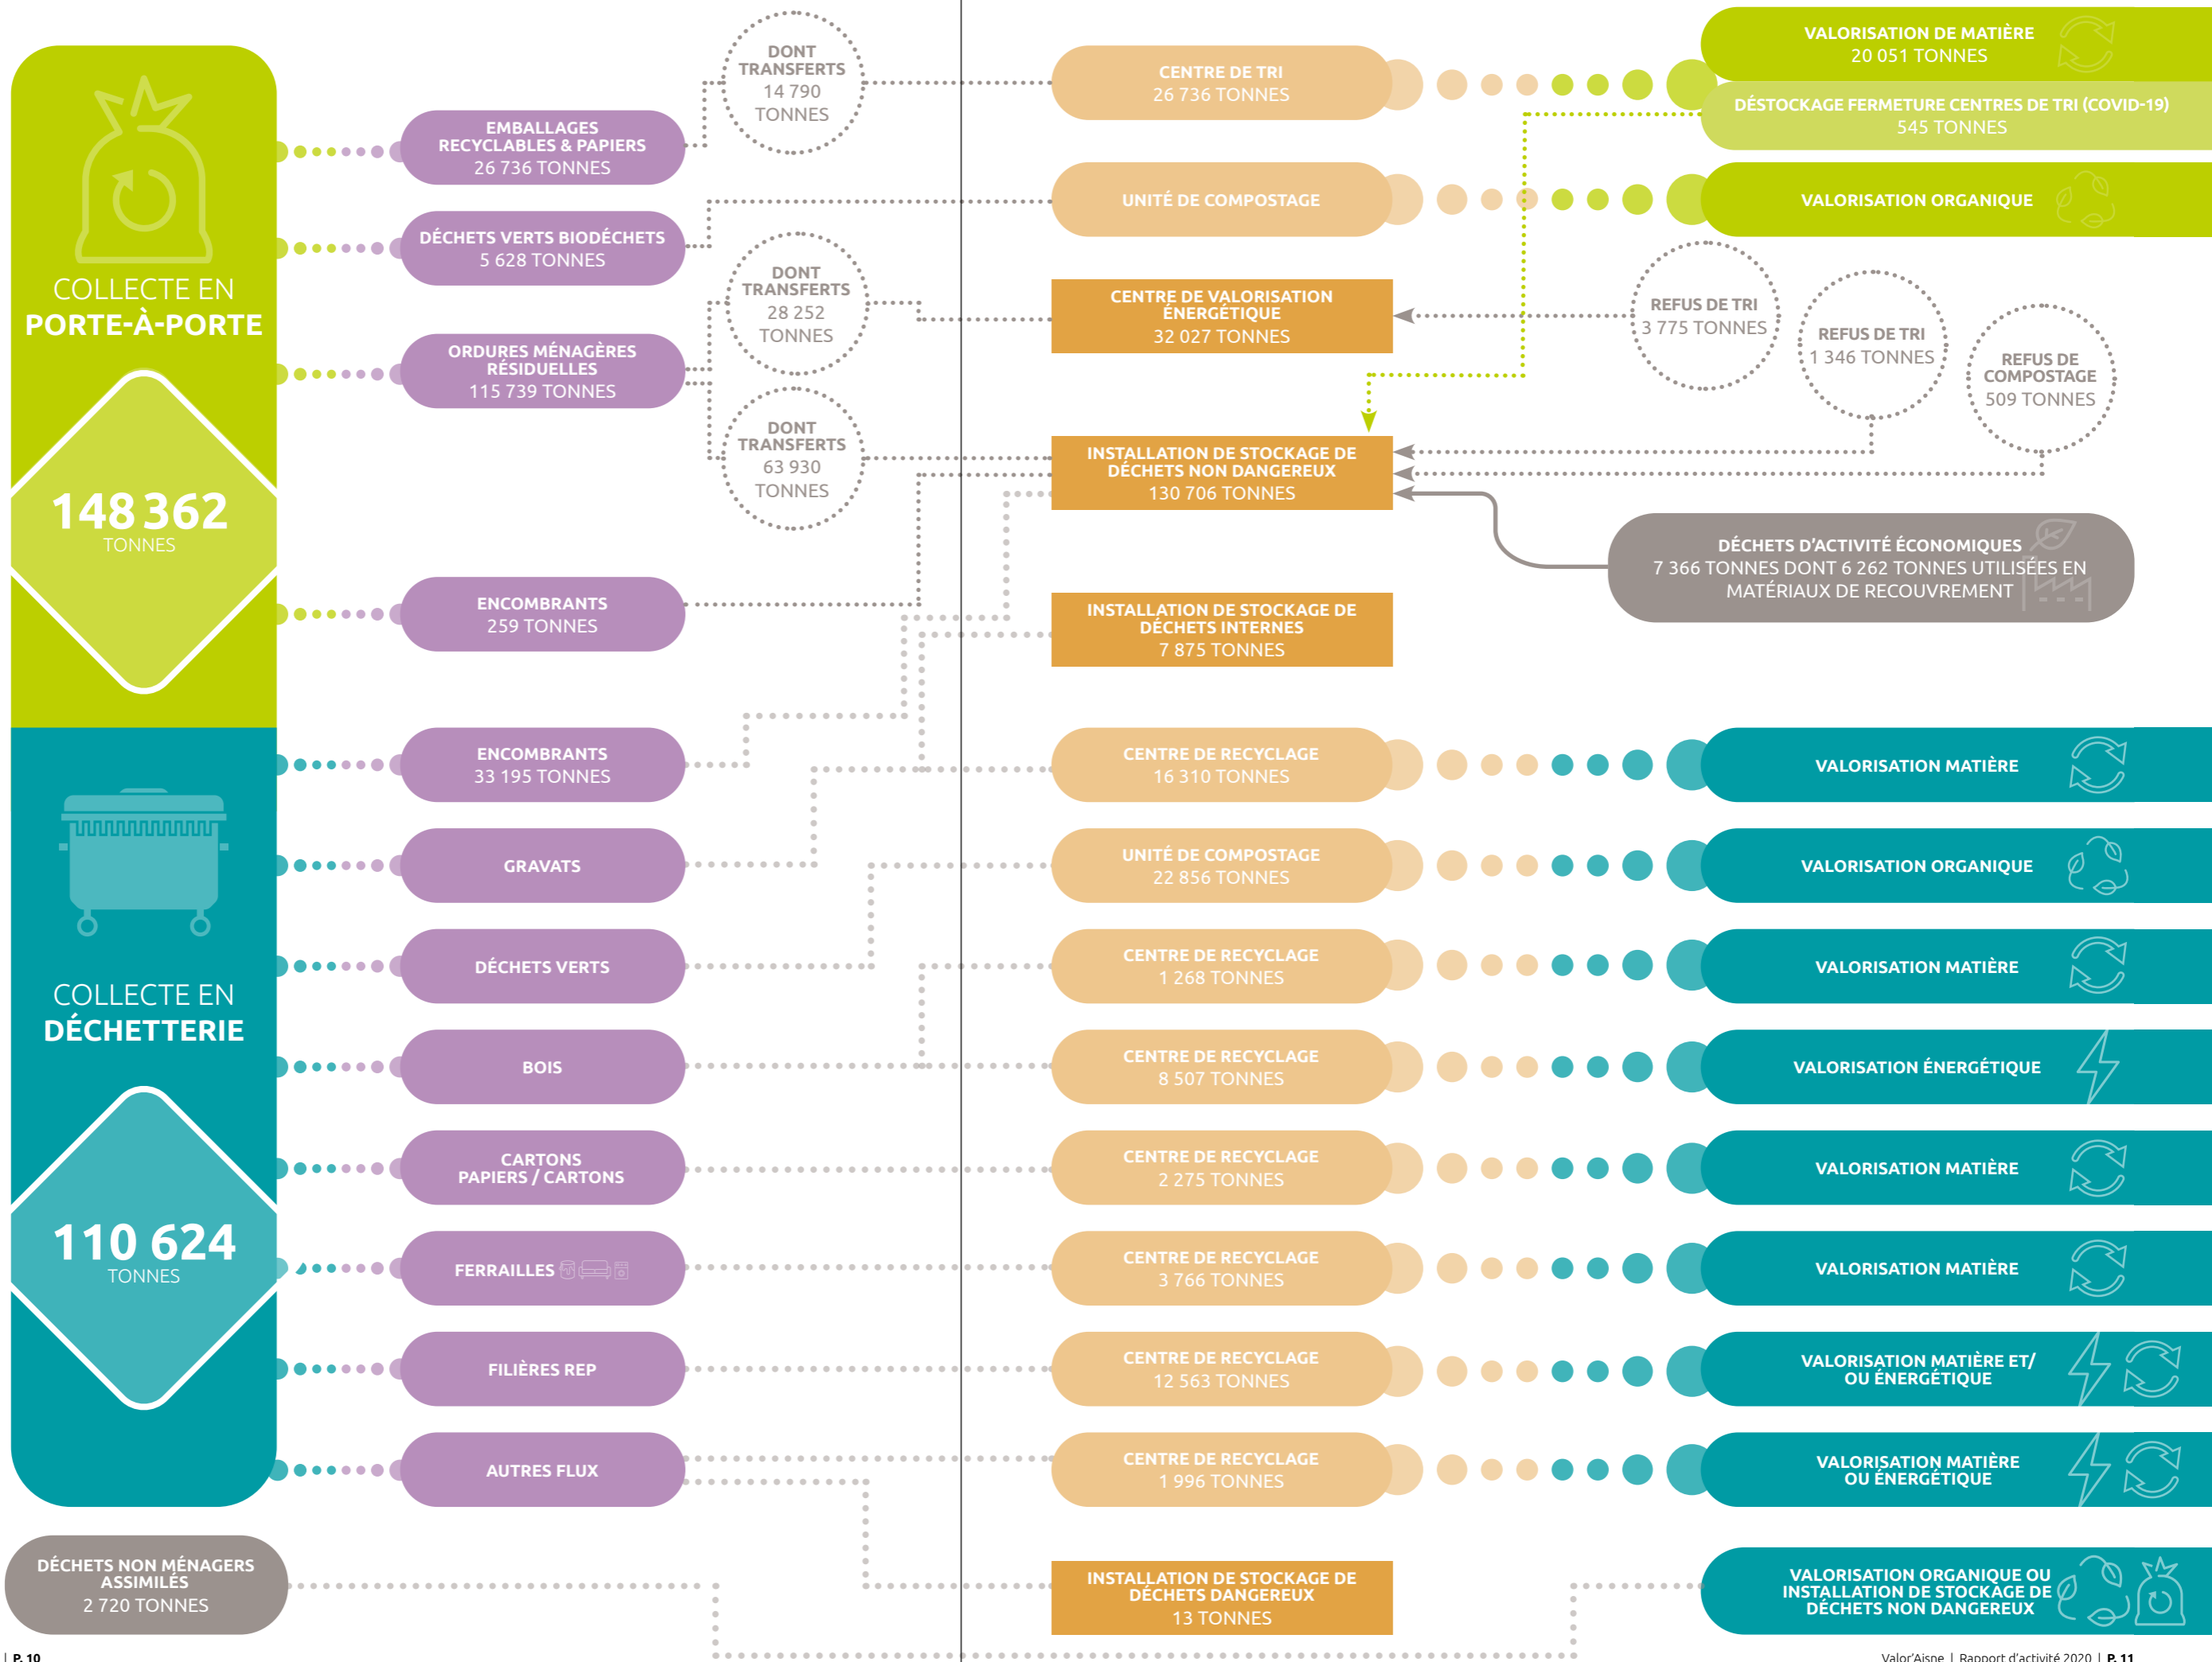 COLLECTE EN
PORTE-À-PORTE
148 362
TONNES
COLLECTE EN
DÉCHETTERIE
110 624
TONNES
DÉCHETS NON MÉNAGERS
ASSIMILÉS
2 720 TONNES
EMBALLAGES
RECYCLABLES & PAPIERS
26 736 TONNES
DÉCHETS VERTS BIODÉCHETS
5 628 TONNES
ORDURES MÉNAGÈRES
RÉSIDUELLES
115 739 TONNES
ENCOMBRANTS
259 TONNES
ENCOMBRANTS
33 195 TONNES
GRAVATS
DÉCHETS VERTS
BOIS
CARTONS
PAPIERS / CARTONS
FERRAILLES
FILIÈRES REP
AUTRES FLUX
DONT
TRANSFERTS
14 790
TONNES
DONT
TRANSFERTS
28 252
TONNES
DONT
TRANSFERTS
63 930
TONNES
CENTRE DE TRI
26 736 TONNES
UNITÉ DE COMPOSTAGE
CENTRE DE VALORISATION
ÉNERGÉTIQUE
32 027 TONNES
INSTALLATION DE STOCKAGE DE
DÉCHETS NON DANGEREUX
130 706 TONNES
INSTALLATION DE STOCKAGE DE
DÉCHETS INTERNES
7 875 TONNES
CENTRE DE RECYCLAGE
16 310 TONNES
UNITÉ DE COMPOSTAGE
22 856 TONNES
CENTRE DE RECYCLAGE
1 268 TONNES
CENTRE DE RECYCLAGE
8 507 TONNES
CENTRE DE RECYCLAGE
2 275 TONNES
CENTRE DE RECYCLAGE
3 766 TONNES
CENTRE DE RECYCLAGE
12 563 TONNES
CENTRE DE RECYCLAGE
1 996 TONNES
INSTALLATION DE STOCKAGE DE
DÉCHETS DANGEREUX
13 TONNES
VALORISATION DE MATIÈRE
20 051 TONNES
DÉSTOCKAGE FERMETURE CENTRES DE TRI (COVID-19)
545 TONNES
VALORISATION ORGANIQUE
REFUS DE TRI
3 775 TONNES
REFUS DE TRI
1 346 TONNES
REFUS DE
COMPOSTAGE
509 TONNES
DÉCHETS D'ACTIVITÉ ÉCONOMIQUES
7 366 TONNES DONT 6 262 TONNES UTILISÉES EN
MATÉRIAUX DE RECOUVREMENT
VALORISATION MATIÈRE
VALORISATION ORGANIQUE
VALORISATION MATIÈRE
VALORISATION ÉNERGÉTIQUE
VALORISATION MATIÈRE
VALORISATION MATIÈRE
VALORISATION MATIÈRE ET/
OU ÉNERGÉTIQUE
VALORISATION MATIÈRE
OU ÉNERGÉTIQUE
VALORISATION ORGANIQUE OU
INSTALLATION DE STOCKAGE DE
DÉCHETS NON DANGEREUX
| P. 10
Valor'Aisne | Rapport d'activité 2020 | P. 11